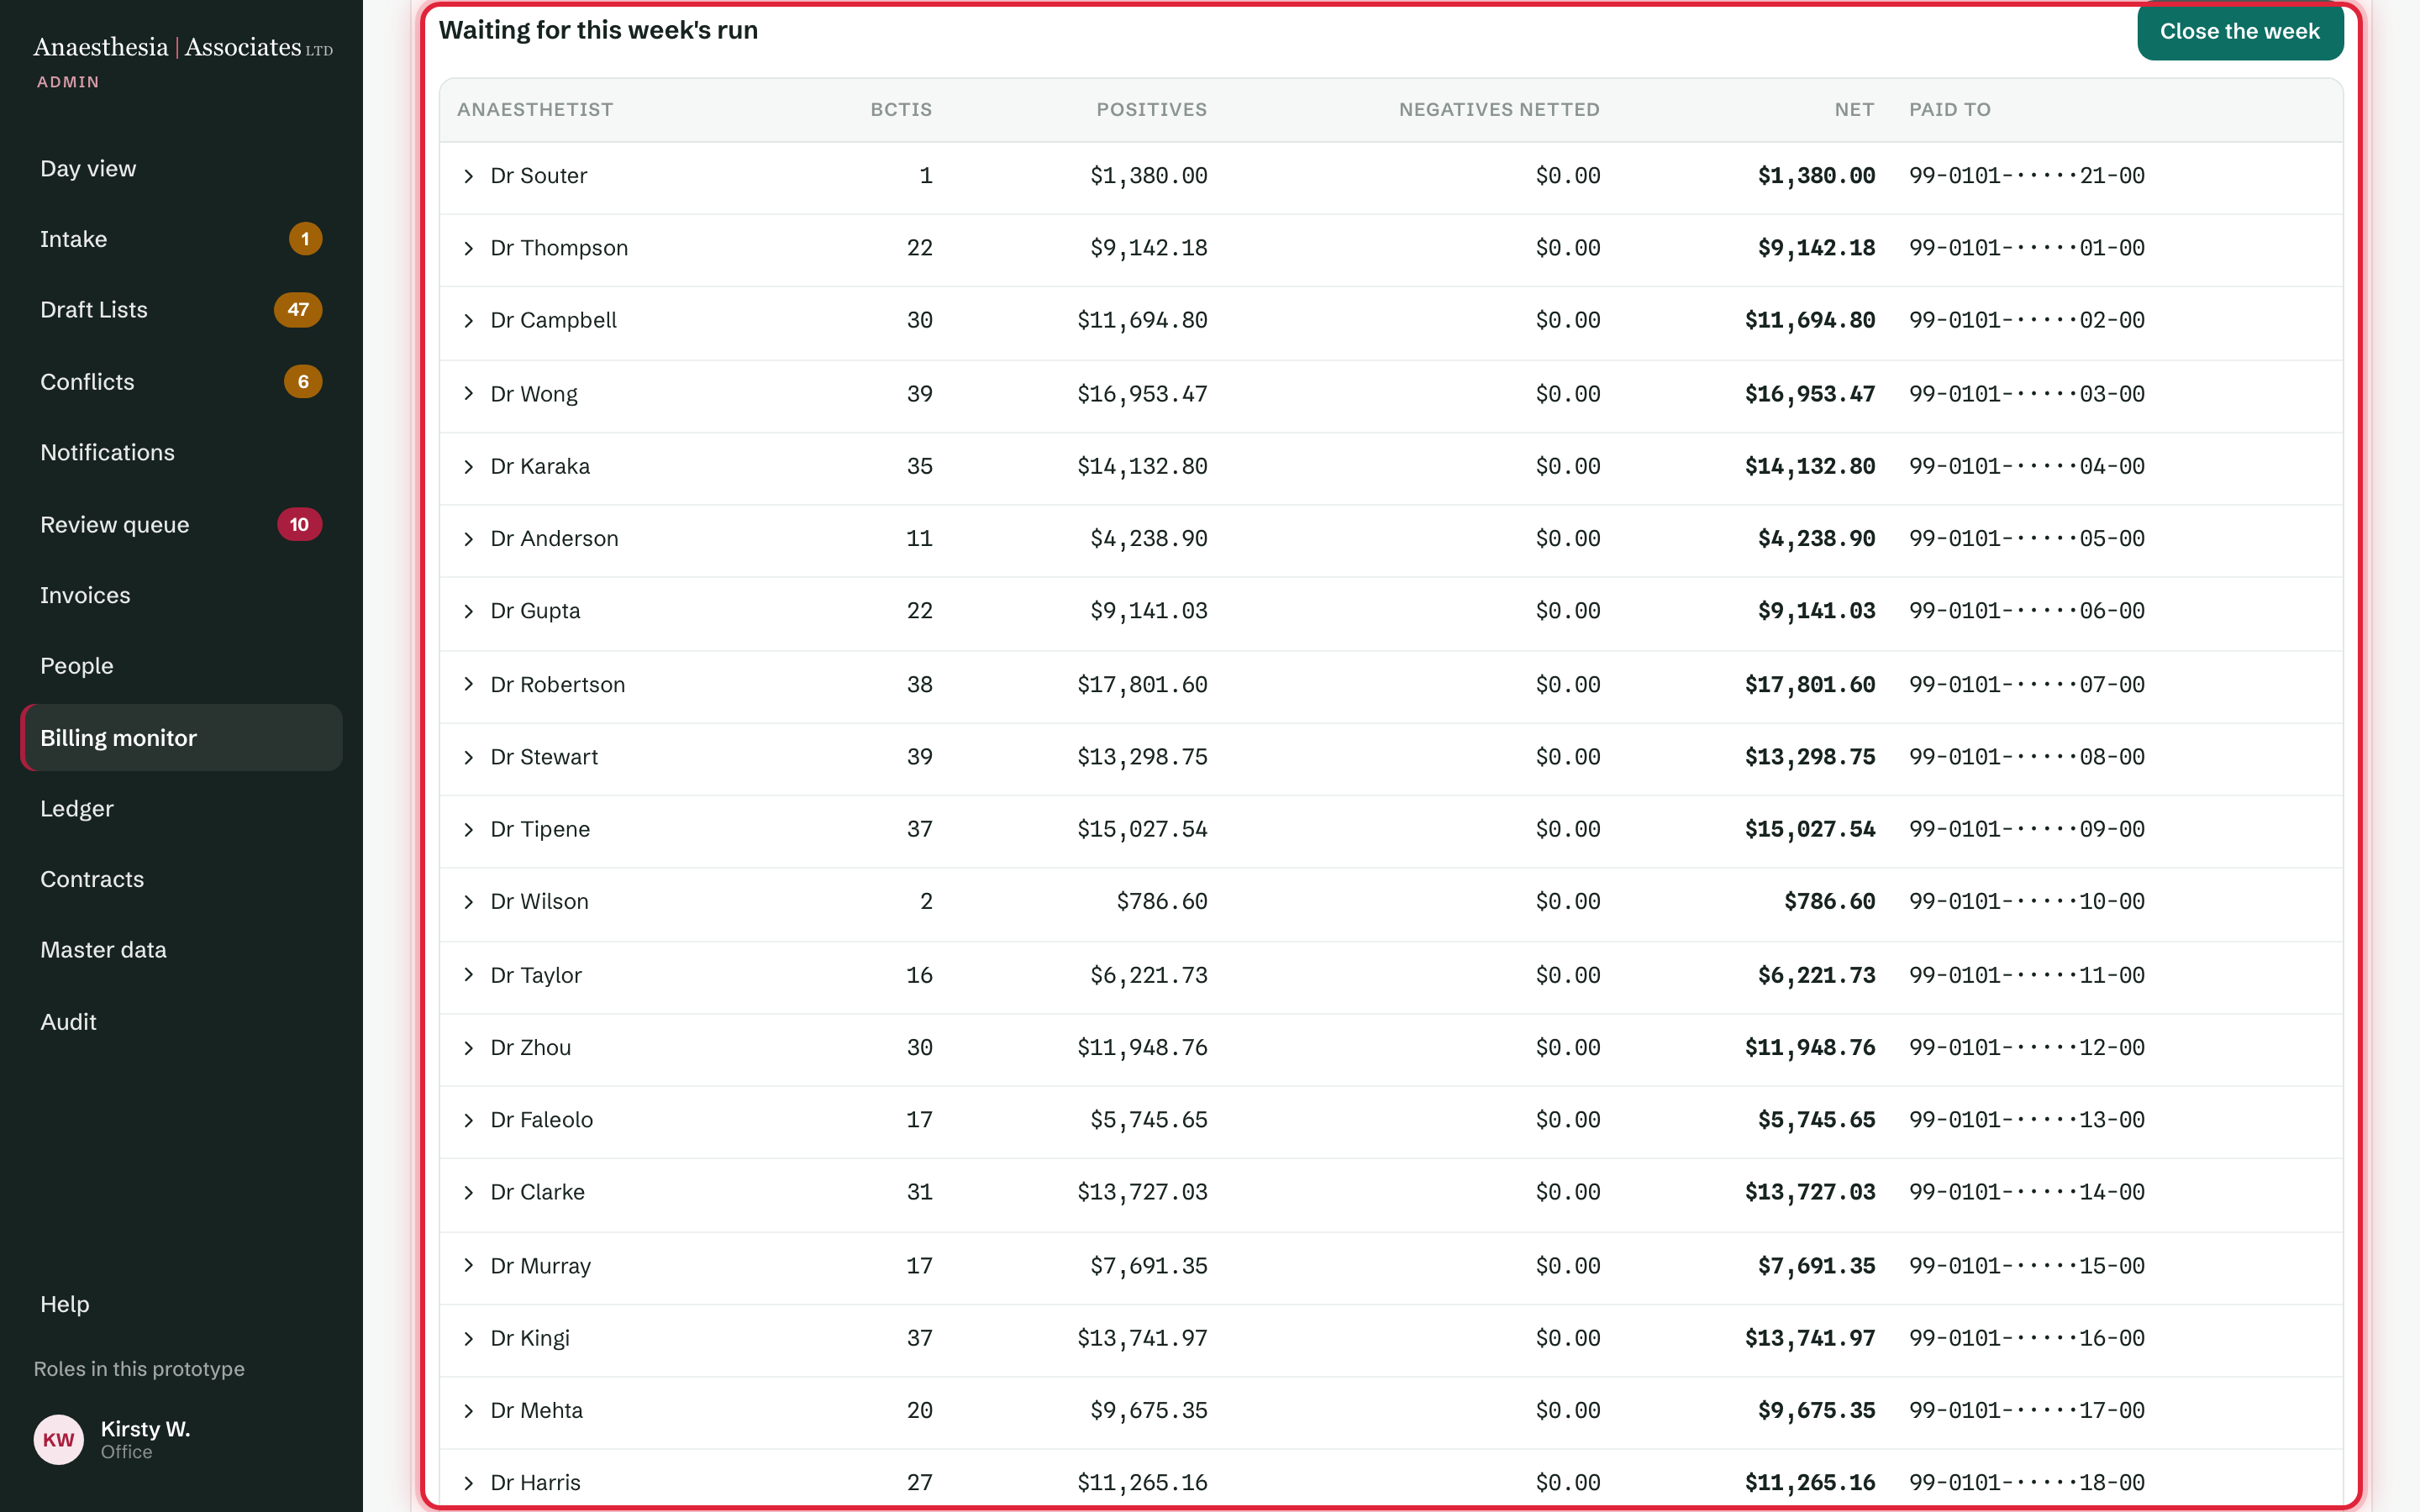 Anaesthesia | Associates LTD
ADMIN
Day view
Intake 1
Draft Lists 47
Conflicts 6
Notifications
Review queue 10
Invoices
People
Billing monitor
Ledger
Contracts
Master data
Audit
Help
Roles in this prototype
KW Kirsty W.
Office
Waiting for this week's run Close the week
ANAESTHETIST BCTIS POSITIVES NEGATIVES NETTED NET PAID TO
Dr Souter 1 $1,380.00 $0.00 $1,380.00 99-0101-·····21-00
Dr Thompson 22 $9,142.18 $0.00 $9,142.18 99-0101-·····01-00
Dr Campbell 30 $11,694.80 $0.00 $11,694.80 99-0101-·····02-00
Dr Wong 39 $16,953.47 $0.00 $16,953.47 99-0101-·····03-00
Dr Karaka 35 $14,132.80 $0.00 $14,132.80 99-0101-·····04-00
Dr Anderson 11 $4,238.90 $0.00 $4,238.90 99-0101-·····05-00
Dr Gupta 22 $9,141.03 $0.00 $9,141.03 99-0101-·····06-00
Dr Robertson 38 $17,801.60 $0.00 $17,801.60 99-0101-·····07-00
Dr Stewart 39 $13,298.75 $0.00 $13,298.75 99-0101-·····08-00
Dr Tipene 37 $15,027.54 $0.00 $15,027.54 99-0101-·····09-00
Dr Wilson 2 $786.60 $0.00 $786.60 99-0101-·····10-00
Dr Taylor 16 $6,221.73 $0.00 $6,221.73 99-0101-·····11-00
Dr Zhou 30 $11,948.76 $0.00 $11,948.76 99-0101-·····12-00
Dr Faleolo 17 $5,745.65 $0.00 $5,745.65 99-0101-·····13-00
Dr Clarke 31 $13,727.03 $0.00 $13,727.03 99-0101-·····14-00
Dr Murray 17 $7,691.35 $0.00 $7,691.35 99-0101-·····15-00
Dr Kingi 37 $13,741.97 $0.00 $13,741.97 99-0101-·····16-00
Dr Mehta 20 $9,675.35 $0.00 $9,675.35 99-0101-·····17-00
Dr Harris 27 $11,265.16 $0.00 $11,265.16 99-0101-·····18-00